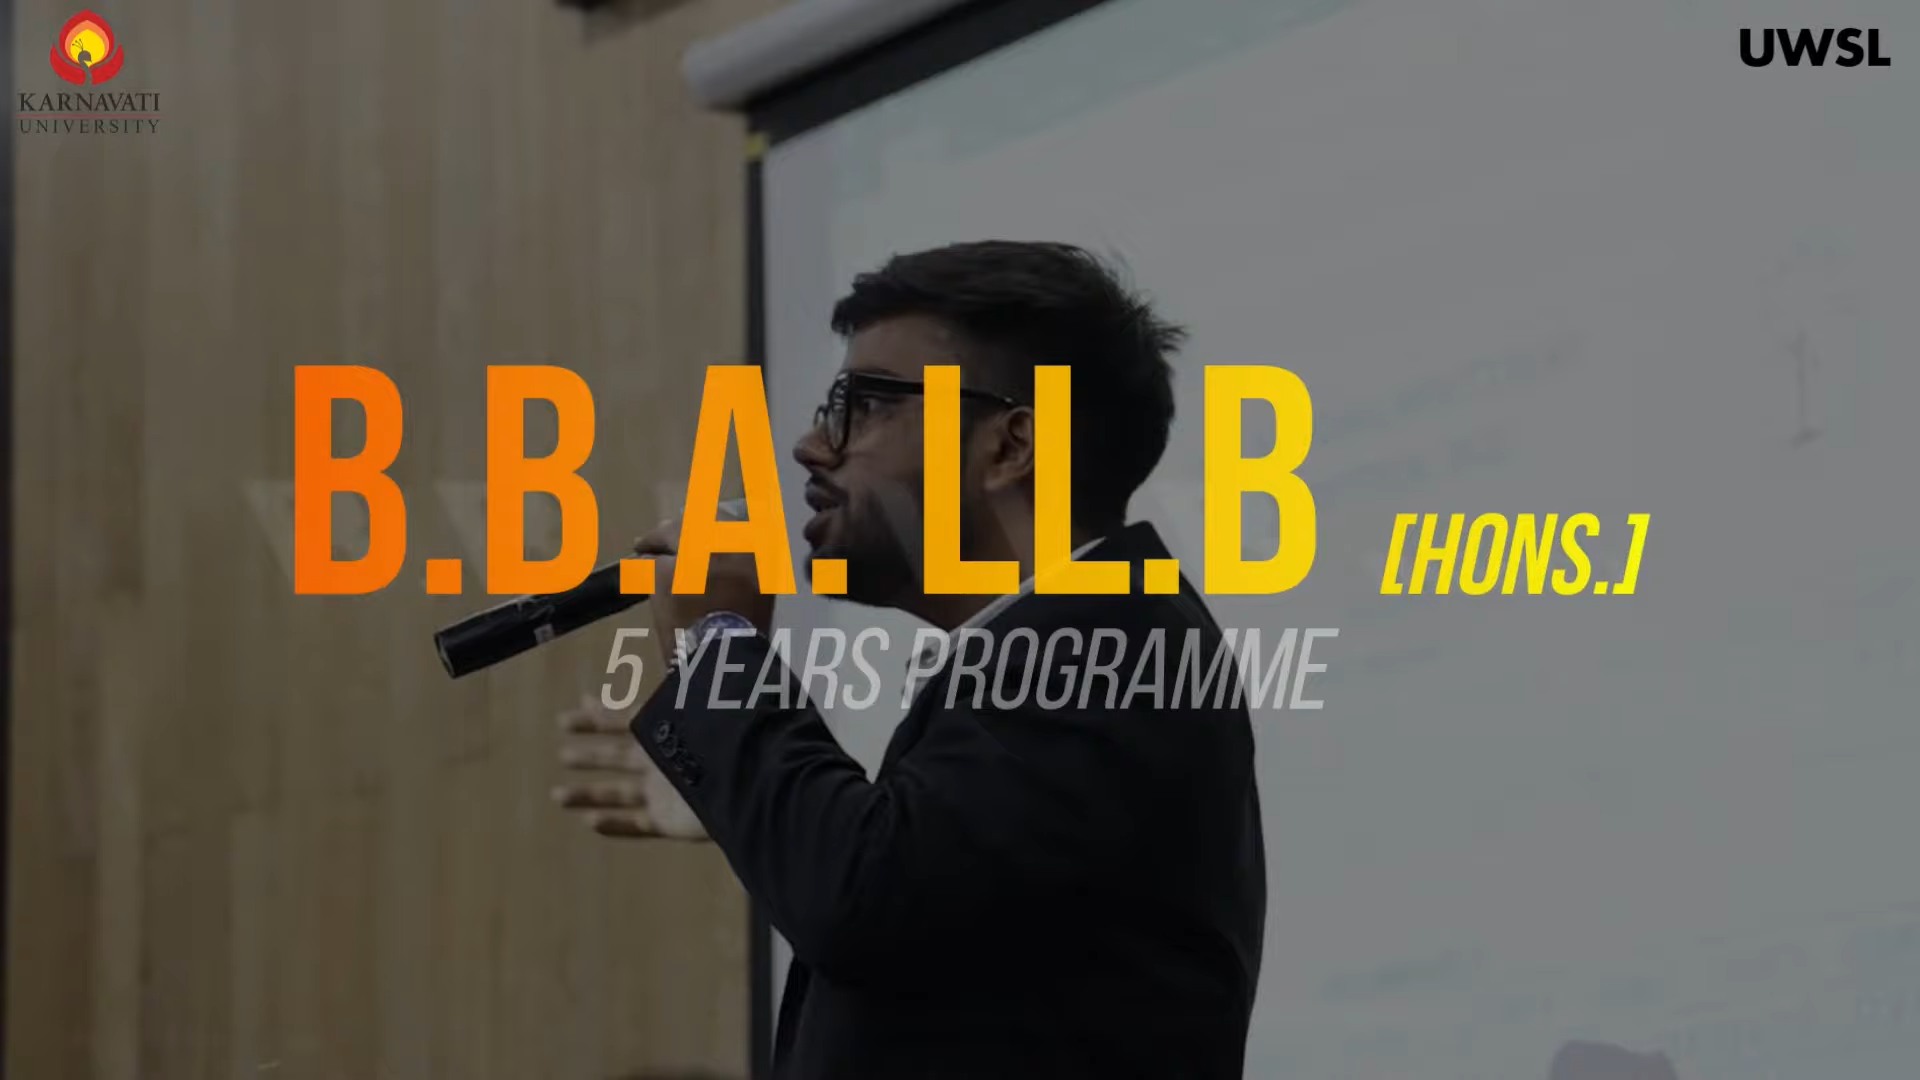 KARNAVATI
UNIVERSITY
UWSL
B.B.A. LL.B [HONS.]
5 YEARS PROGRAMME